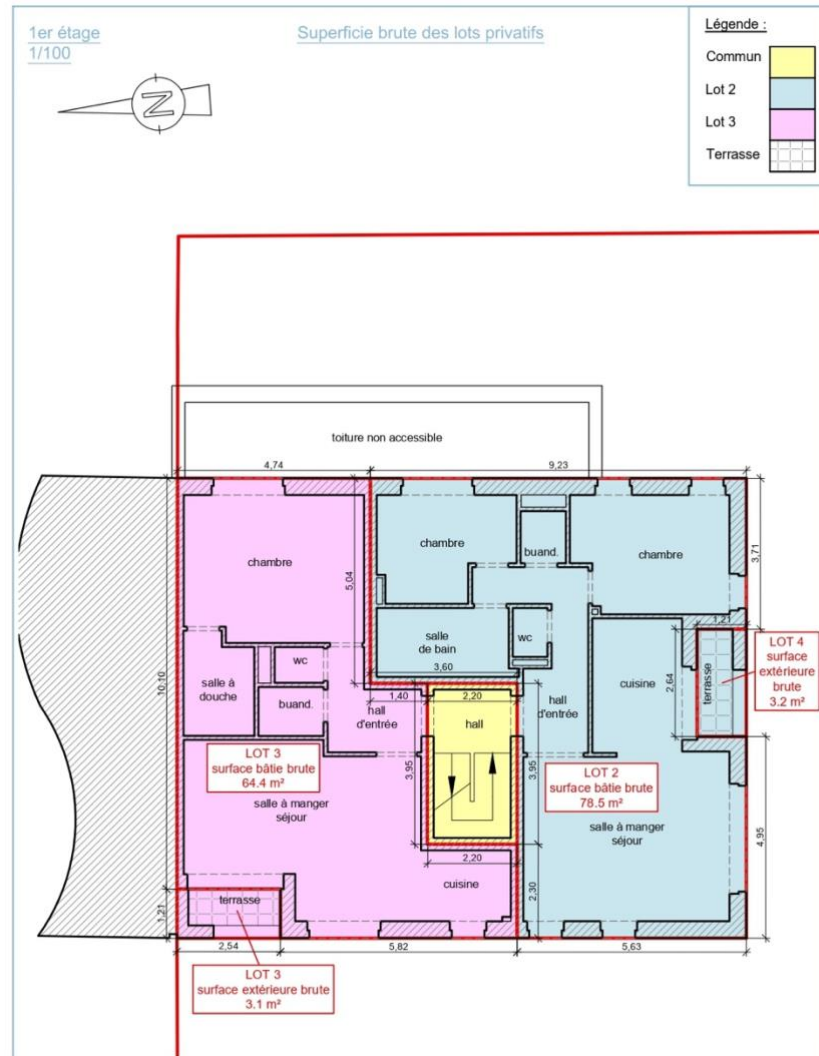 1er étage
1/100
Superficie brute des lots privatifs
Légende :
Commun
Lot 2
Lot 3
Terrasse
N
toiture non accessible
4,74
9,23
chambre
chambre
buand.
chambre
5,04
3,71
1,21
10,10
salle à
douche
wc
buand.
hall
d'entrée
salle
de bain
3,60
wc
1,40
2,20
hall
hall
d'entrée
cuisine
2,64
terrasse
LOT 4
surface
extérieure
brute
3.2 m²
LOT 3
surface bâtie brute
64.4 m²
salle à manger
séjour
3,95
3,95
LOT 2
surface bâtie brute
78.5 m²
salle à manger
séjour
4,95
2,20
2,30
cuisine
terrasse
1,21
2,54
5,82
5,63
LOT 3
surface extérieure brute
3.1 m²